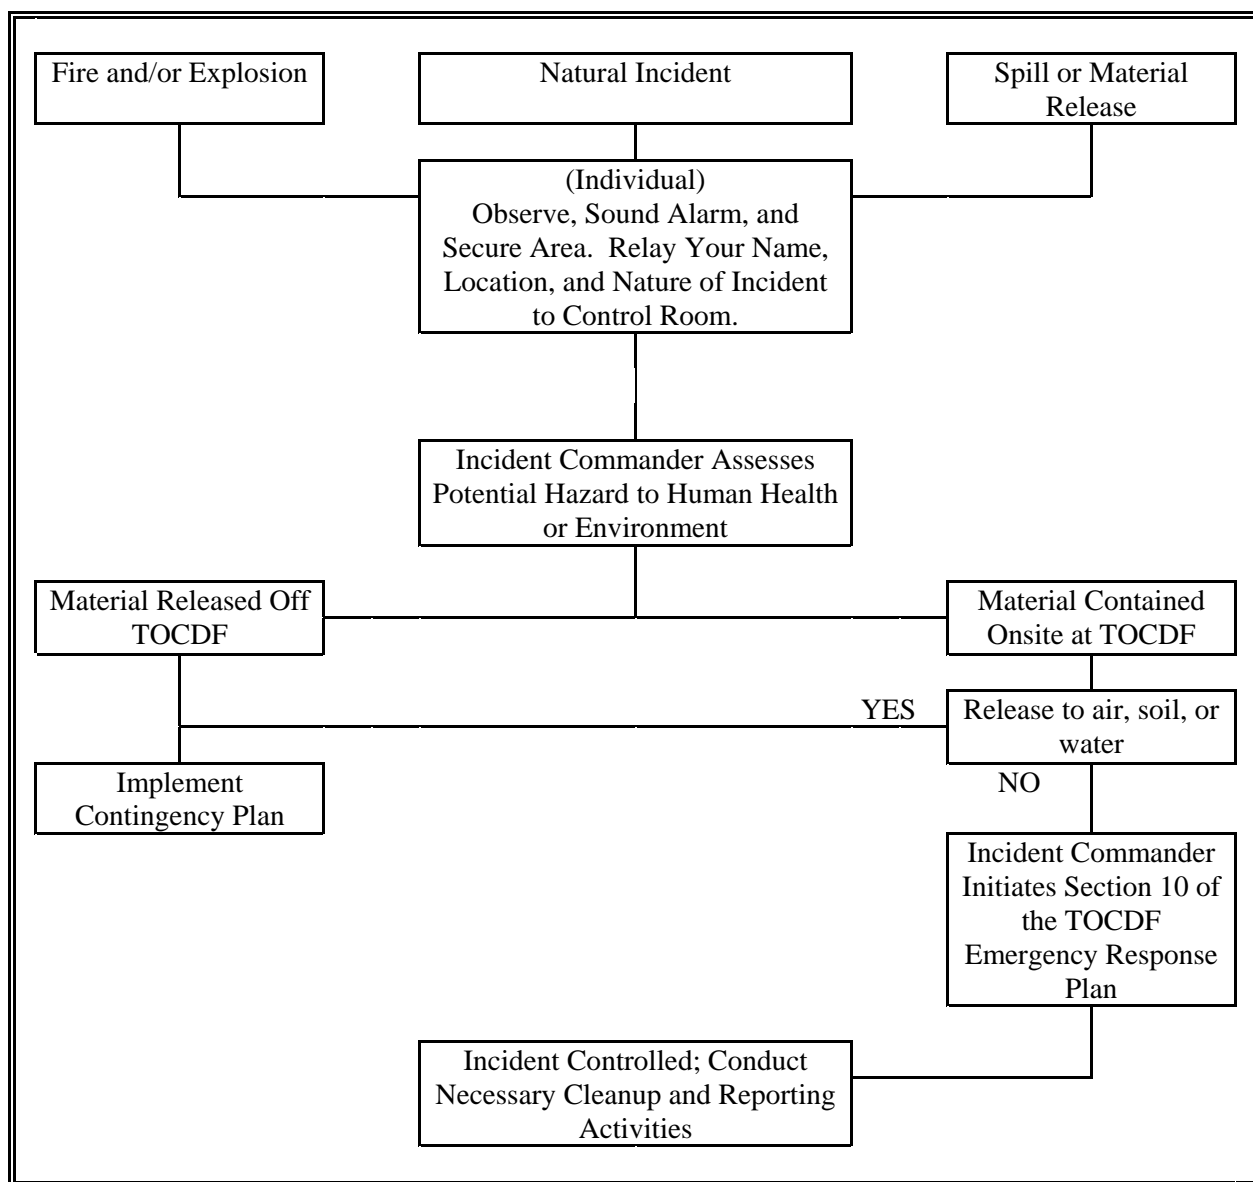 Fire and/or Explosion
Natural Incident
Spill or Material
Release
(Individual)
Observe, Sound Alarm, and
Secure Area.  Relay Your Name,
Location, and Nature of Incident
to Control Room.
Incident Commander Assesses
Potential Hazard to Human Health
or Environment
Material Released Off
TOCDF
Material Contained
Onsite at TOCDF
YES
Release to air, soil, or
water
NO
Implement
Contingency Plan
Incident Commander
Initiates Section 10 of
the TOCDF
Emergency Response
Plan
Incident Controlled; Conduct
Necessary Cleanup and Reporting
Activities